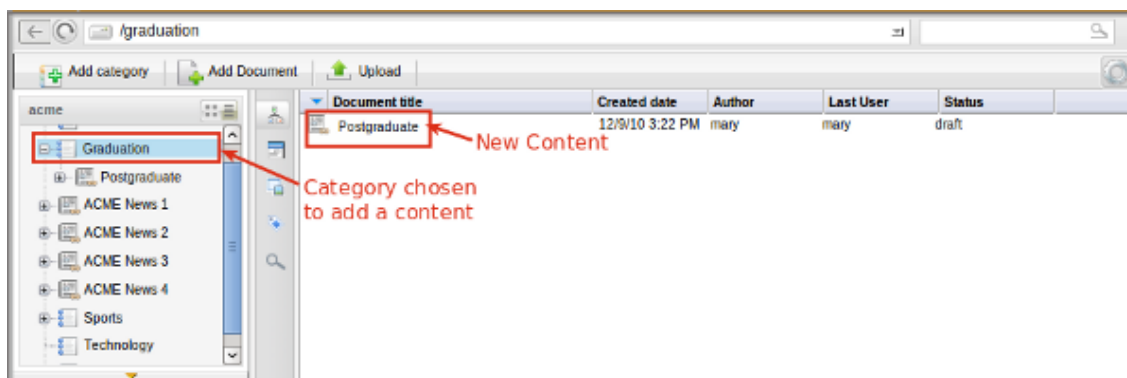 /graduation
Add category Add Document Upload
acme
Document title Created date Author Last User Status
Postgraduate 12/9/10 3:22 PM mary mary draft
New Content
Graduation
Postgraduate
Category chosen
to add a content
ACME News 1
ACME News 2
ACME News 3
ACME News 4
Sports
Technology